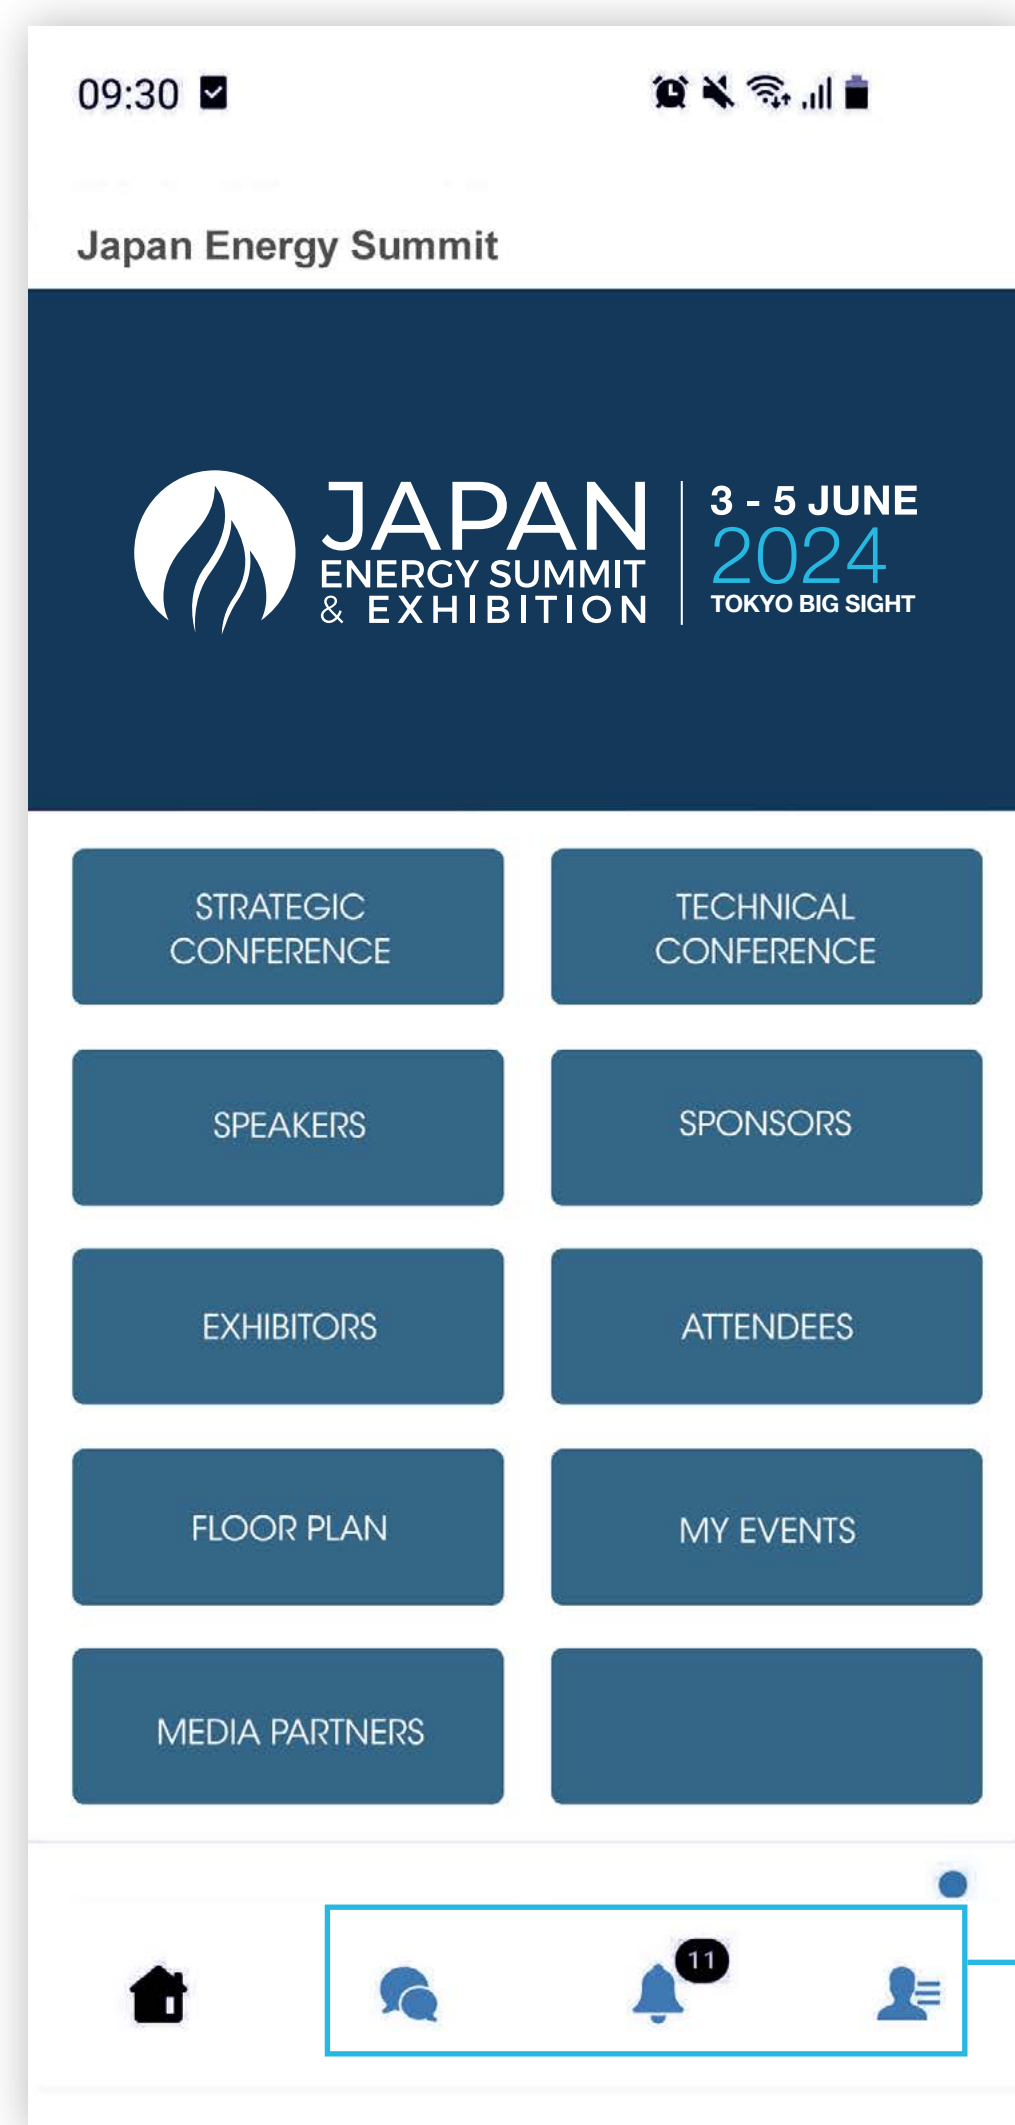 09:30
Japan Energy Summit
JAPAN
ENERGY SUMMIT
& EXHIBITION
3 - 5 JUNE
2024
TOKYO BIG SIGHT
STRATEGIC
CONFERENCE
TECHNICAL
CONFERENCE
SPEAKERS
SPONSORS
EXHIBITORS
ATTENDEES
FLOOR PLAN
MY EVENTS
MEDIA PARTNERS
11